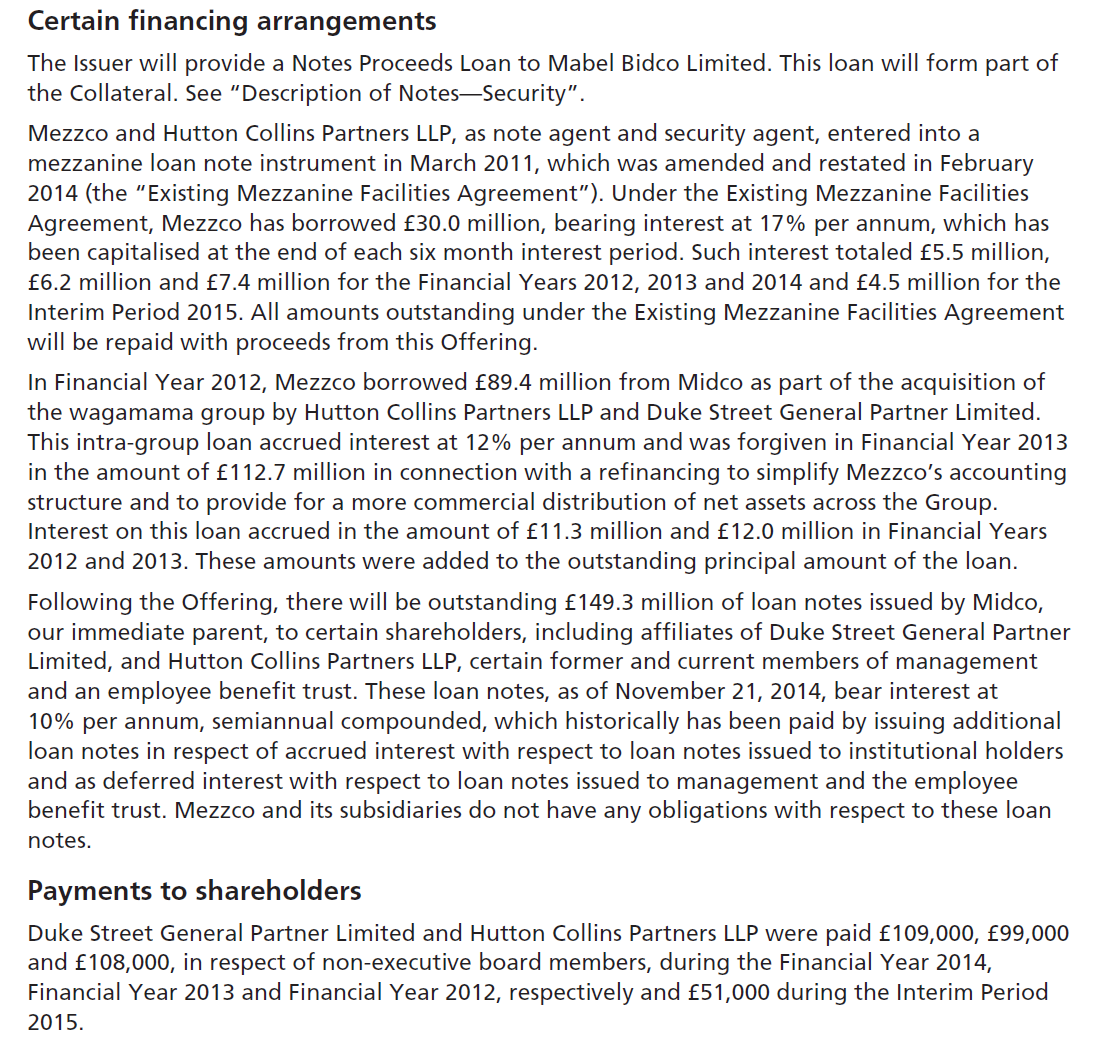 Certain financing arrangements
The Issuer will provide a Notes Proceeds Loan to Mabel Bidco Limited. This loan will form part of
the Collateral. See “Description of Notes—Security”.
Mezzco and Hutton Collins Partners LLP, as note agent and security agent, entered into a
mezzanine loan note instrument in March 2011, which was amended and restated in February
2014 (the “Existing Mezzanine Facilities Agreement”). Under the Existing Mezzanine Facilities
Agreement, Mezzco has borrowed £30.0 million, bearing interest at 17% per annum, which has
been capitalised at the end of each six month interest period. Such interest totaled £5.5 million,
£6.2 million and £7.4 million for the Financial Years 2012, 2013 and 2014 and £4.5 million for the
Interim Period 2015. All amounts outstanding under the Existing Mezzanine Facilities Agreement
will be repaid with proceeds from this Offering.
In Financial Year 2012, Mezzco borrowed £89.4 million from Midco as part of the acquisition of
the wagamama group by Hutton Collins Partners LLP and Duke Street General Partner Limited.
This intra-group loan accrued interest at 12% per annum and was forgiven in Financial Year 2013
in the amount of £112.7 million in connection with a refinancing to simplify Mezzco’s accounting
structure and to provide for a more commercial distribution of net assets across the Group.
Interest on this loan accrued in the amount of £11.3 million and £12.0 million in Financial Years
2012 and 2013. These amounts were added to the outstanding principal amount of the loan.
Following the Offering, there will be outstanding £149.3 million of loan notes issued by Midco,
our immediate parent, to certain shareholders, including affiliates of Duke Street General Partner
Limited, and Hutton Collins Partners LLP, certain former and current members of management
and an employee benefit trust. These loan notes, as of November 21, 2014, bear interest at
10% per annum, semiannual compounded, which historically has been paid by issuing additional
loan notes in respect of accrued interest with respect to loan notes issued to institutional holders
and as deferred interest with respect to loan notes issued to management and the employee
benefit trust. Mezzco and its subsidiaries do not have any obligations with respect to these loan
notes.
Payments to shareholders
Duke Street General Partner Limited and Hutton Collins Partners LLP were paid £109,000, £99,000
and £108,000, in respect of non-executive board members, during the Financial Year 2014,
Financial Year 2013 and Financial Year 2012, respectively and £51,000 during the Interim Period
2015.